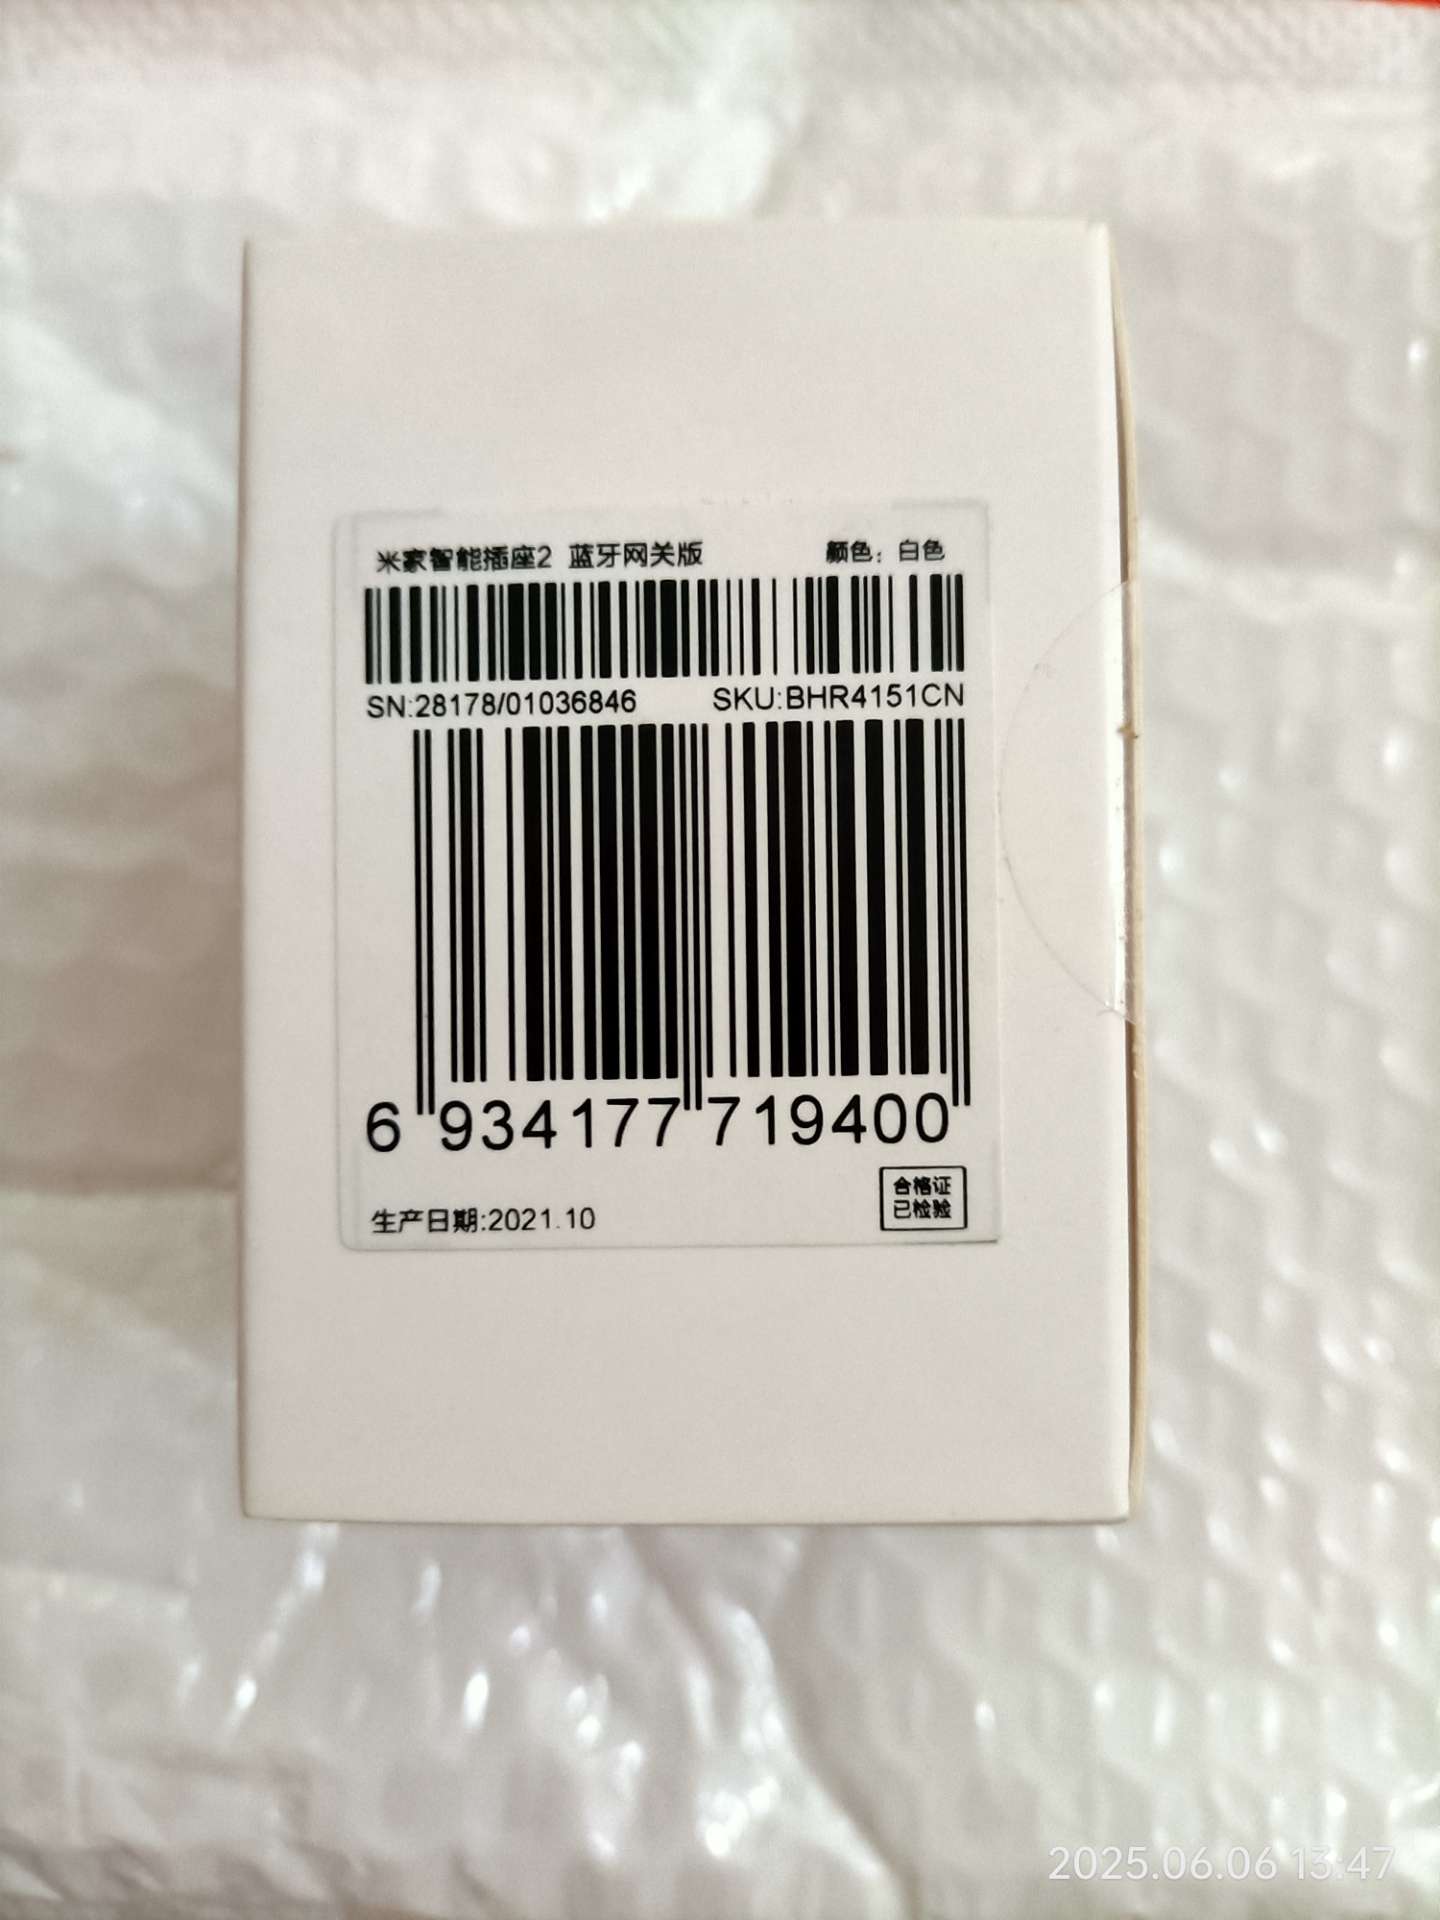 米家智能插座2 蓝牙网关版 颜色：白色
SN:28178/01036846 SKU:BHR4151CN
6 934177 719400
合格证
已检验
生产日期:2021.10
2025.06.06 13:47